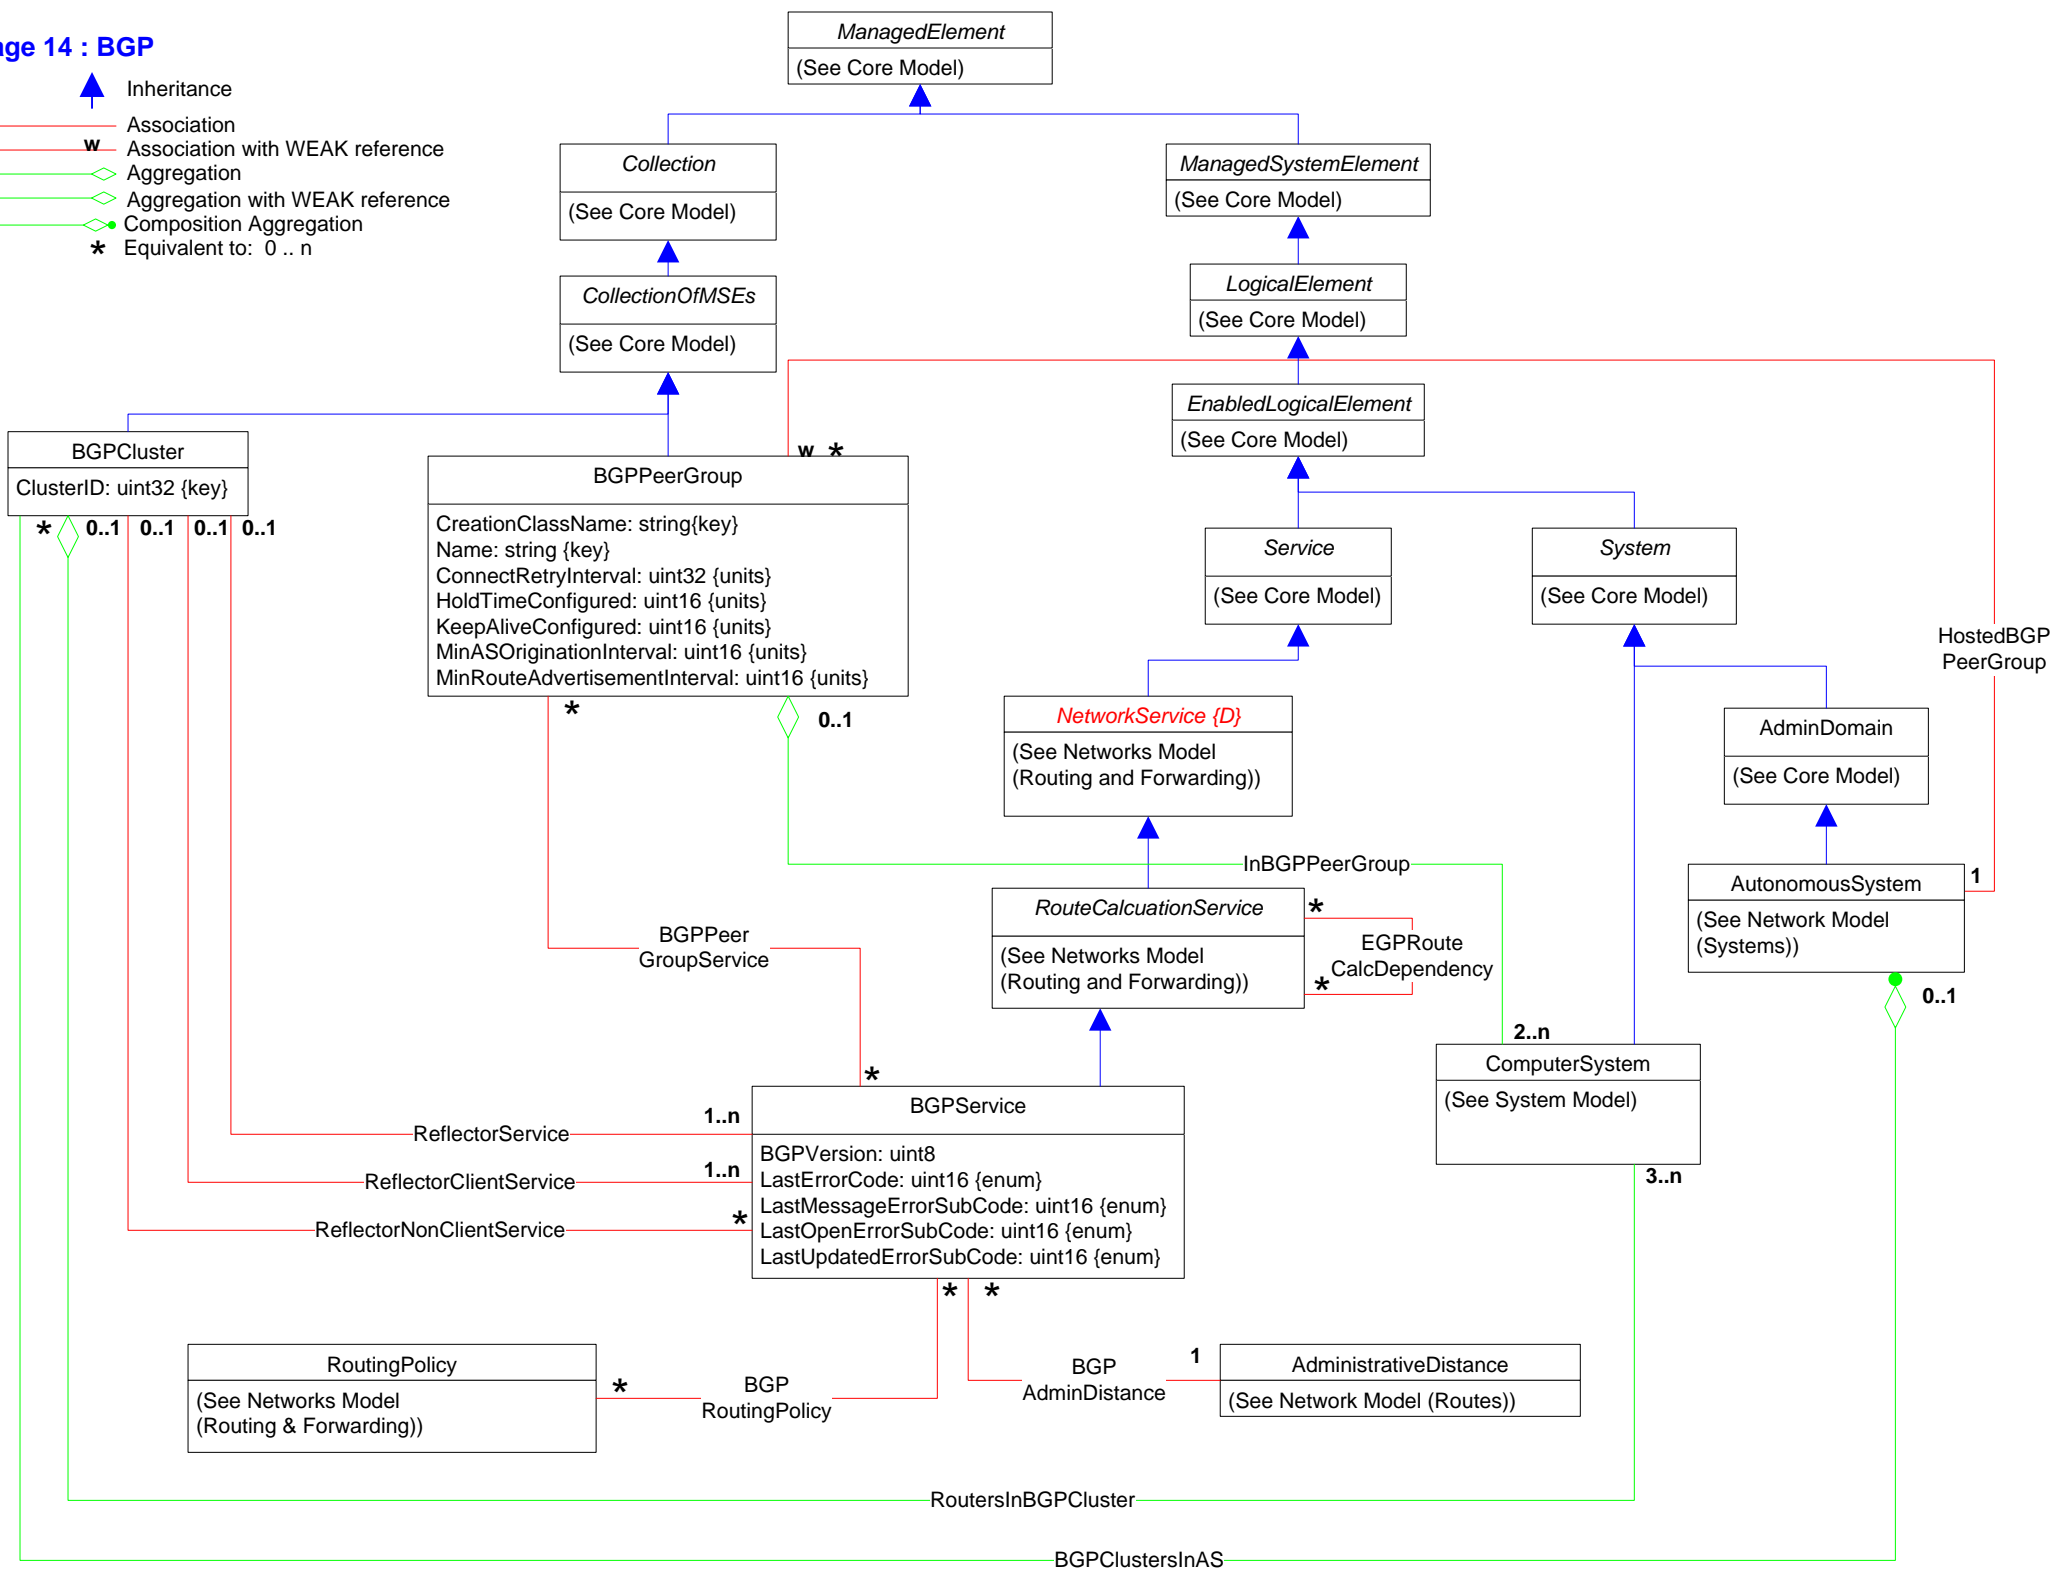 age 14 : BGP
Inheritance
Association
w Association with WEAK reference
Aggregation
Aggregation with WEAK reference
Composition Aggregation
* Equivalent to: 0 .. n
ManagedElement
(See Core Model)
Collection
(See Core Model)
ManagedSystemElement
(See Core Model)
CollectionOfMSEs
(See Core Model)
LogicalElement
(See Core Model)
EnabledLogicalElement
(See Core Model)
BGPCluster
ClusterID: uint32 {key}
* 0..1 0..1 0..1 0..1
w *
BGPPeerGroup
CreationClassName: string{key}
Name: string {key}
ConnectRetryInterval: uint32 {units}
HoldTimeConfigured: uint16 {units}
KeepAliveConfigured: uint16 {units}
MinASOriginationInterval: uint16 {units}
MinRouteAdvertisementInterval: uint16 {units}
* 0..1
Service
(See Core Model)
System
(See Core Model)
HostedBGP
PeerGroup
NetworkService {D}
(See Networks Model
(Routing and Forwarding))
AdminDomain
(See Core Model)
InBGPPeerGroup
AutonomousSystem
(See Network Model
(Systems))
1
0..1
RouteCalcuationService
(See Networks Model
(Routing and Forwarding))
*
EGPRoute
CalcDependency
*
BGPPeer
GroupService
*
2..n
ComputerSystem
(See System Model)
3..n
BGPService
BGPVersion: uint8
LastErrorCode: uint16 {enum}
LastMessageErrorSubCode: uint16 {enum}
LastOpenErrorSubCode: uint16 {enum}
LastUpdatedErrorSubCode: uint16 {enum}
1..n
ReflectorService
1..n
ReflectorClientService
*
ReflectorNonClientService
* *
RoutingPolicy
(See Networks Model
(Routing & Forwarding))
*
BGP
RoutingPolicy
BGP
AdminDistance
1
AdministrativeDistance
(See Network Model (Routes))
RoutersInBGPCluster
BGPClustersInAS